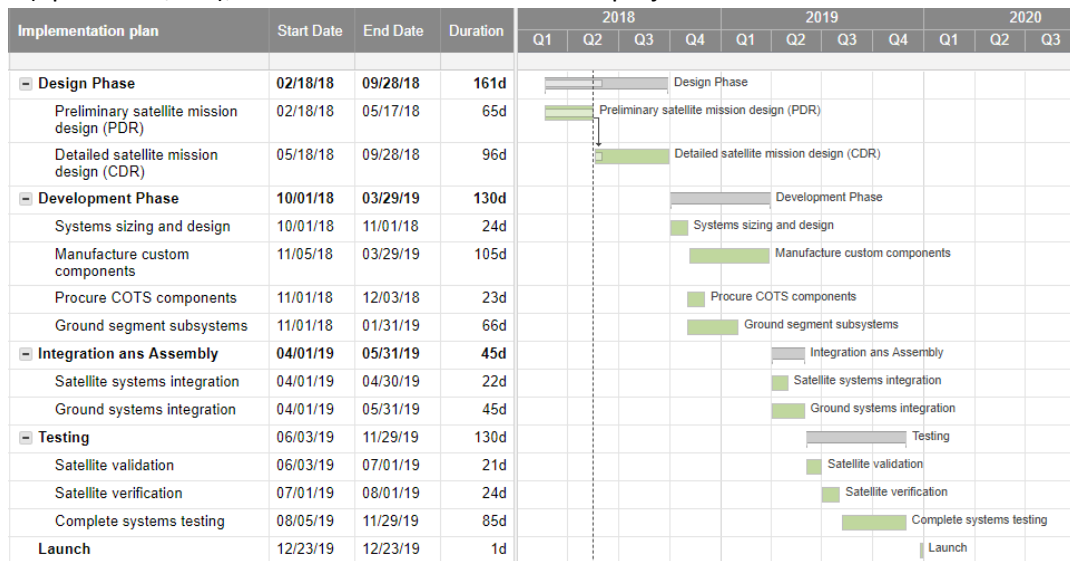 Implementation plan Start Date End Date Duration 2018 2019 2020
Q1 Q2 Q3 Q4 Q1 Q2 Q3 Q4 Q1 Q2 Q3
Design Phase 02/18/18 09/28/18 161d Design Phase
Preliminary satellite mission 02/18/18 05/17/18 65d Preliminary satellite mission design (PDR)
design (PDR)
Detailed satellite mission 05/18/18 09/28/18 96d Detailed satellite mission design (CDR)
design (CDR)
Development Phase 10/01/18 03/29/19 130d Development Phase
Systems sizing and design 10/01/18 11/01/18 24d Systems sizing and design
Manufacture custom 11/05/18 03/29/19 105d Manufacture custom components
components
Procure COTS components 11/01/18 12/03/18 23d Procure COTS components
Ground segment subsystems 11/01/18 01/31/19 66d Ground segment subsystems
Integration ans Assembly 04/01/19 05/31/19 45d Integration ans Assembly
Satellite systems integration 04/01/19 04/30/19 22d Satellite systems integration
Ground systems integration 04/01/19 05/31/19 45d Ground systems integration
Testing 06/03/19 11/29/19 130d Testing
Satellite validation 06/03/19 07/01/19 21d Satellite validation
Satellite verification 07/01/19 08/01/19 24d Satellite verification
Complete systems testing 08/05/19 11/29/19 85d Complete systems testing
Launch 12/23/19 12/23/19 1d Launch